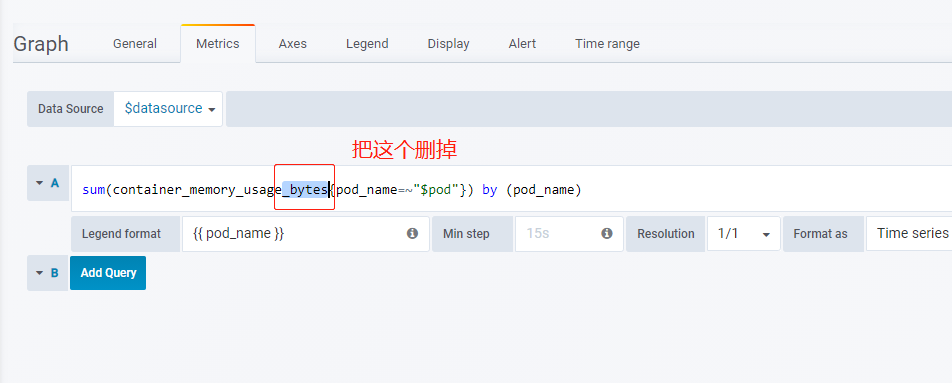 Graph General Metrics Axes Legend Display Alert Time range
Data Source $datasource
把这个删掉
A sum(container_memory_usage_bytes{pod_name=~"$pod"}) by (pod_name)
Legend format {{ pod_name }} Min step 15s Resolution 1/1 Format as Time series
B Add Query